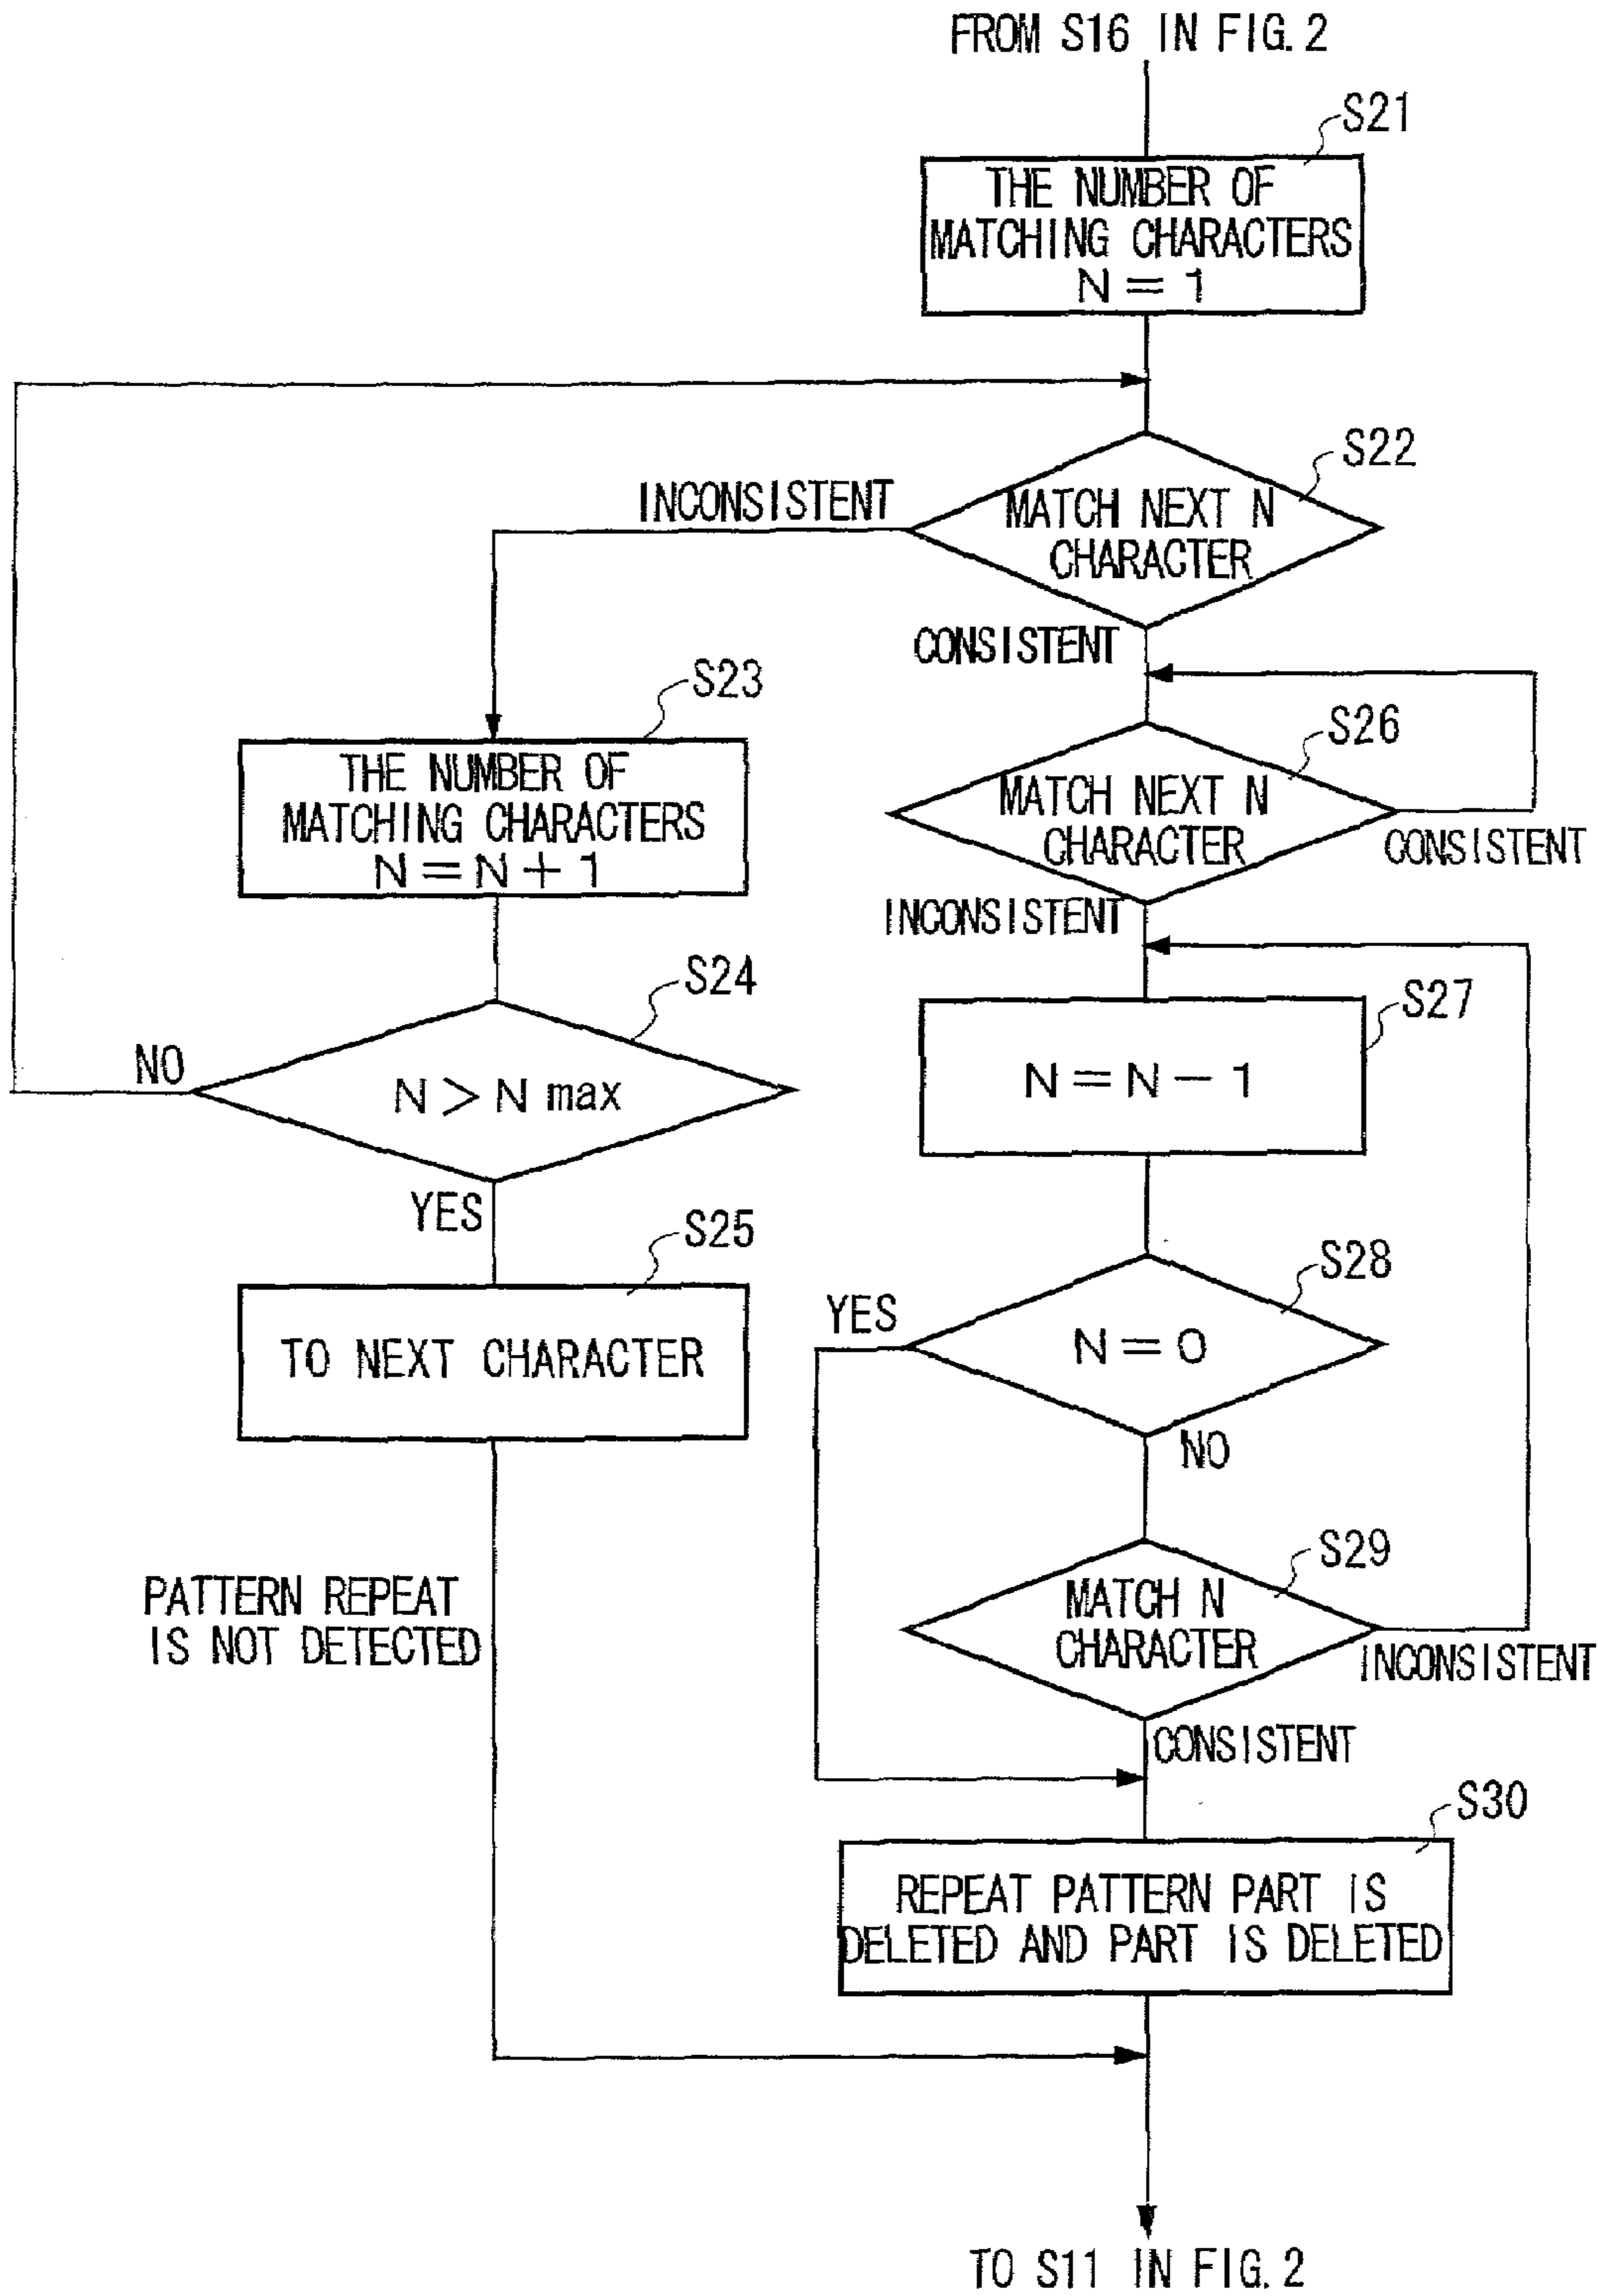 FROM S16 IN FIG. 2
S21
THE NUMBER OF
MATCHING CHARACTERS
N = 1
S22
INCONSISTENT
MATCH NEXT N
CHARACTER
CONSISTENT
S23
THE NUMBER OF
MATCHING CHARACTERS
N = N + 1
S26
MATCH NEXT N
CHARACTER
CONSISTENT
INCONSISTENT
S24
NO
N > N max
YES
S27
N = N - 1
S25
TO NEXT CHARACTER
S28
YES
N = 0
NO
S29
MATCH N
CHARACTER
INCONSISTENT
CONSISTENT
PATTERN REPEAT
IS NOT DETECTED
S30
REPEAT PATTERN PART IS
DELETED AND PART IS DELETED
TO S11 IN FIG. 2